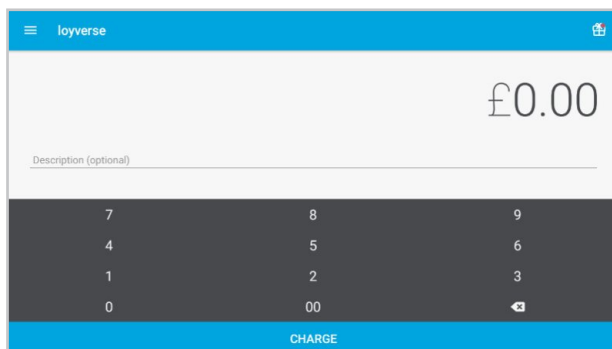 loyverse
£0.00
Description (optional)
7 8 9
4 5 6
1 2 3
0 00
CHARGE